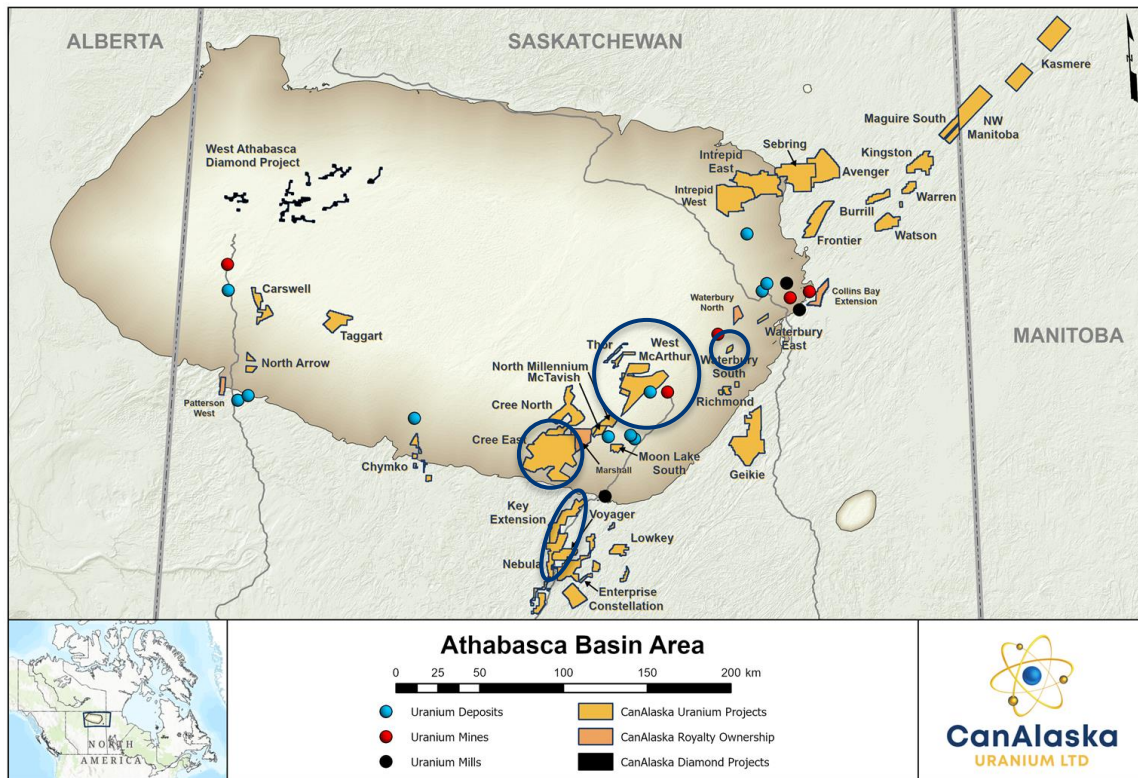 ALBERTA
SASKATCHEWAN
N
Kasmere
Maguire South
NW
Manitoba
Sebring
Kingston
Intrepid
East
Avenger
West Athabasca
Diamond Project
Intrepid
West
Warren
Burrill
Watson
Frontier
Carswell
Collins Bay
Extension
Waterbury
North
Taggart
Waterbury
East
MANITOBA
Thor
West
McArthur
North Arrow
North Millennium
Waterbury
South
McTavish
Patterson
West
Cree North
Richmond
Cree East
Moon Lake
South
Chymko
Marshall
Geikie
Key
Extension
Voyager
Lowkey
Nebula
Enterprise
Constellation
Athabasca Basin Area
0 25 50 100 150 200 km
Uranium Deposits
CanAlaska Uranium Projects
Uranium Mines
CanAlaska Royalty Ownership
Uranium Mills
CanAlaska Diamond Projects
NORTH
AMERICA
CanAlaska
URANIUM LTD